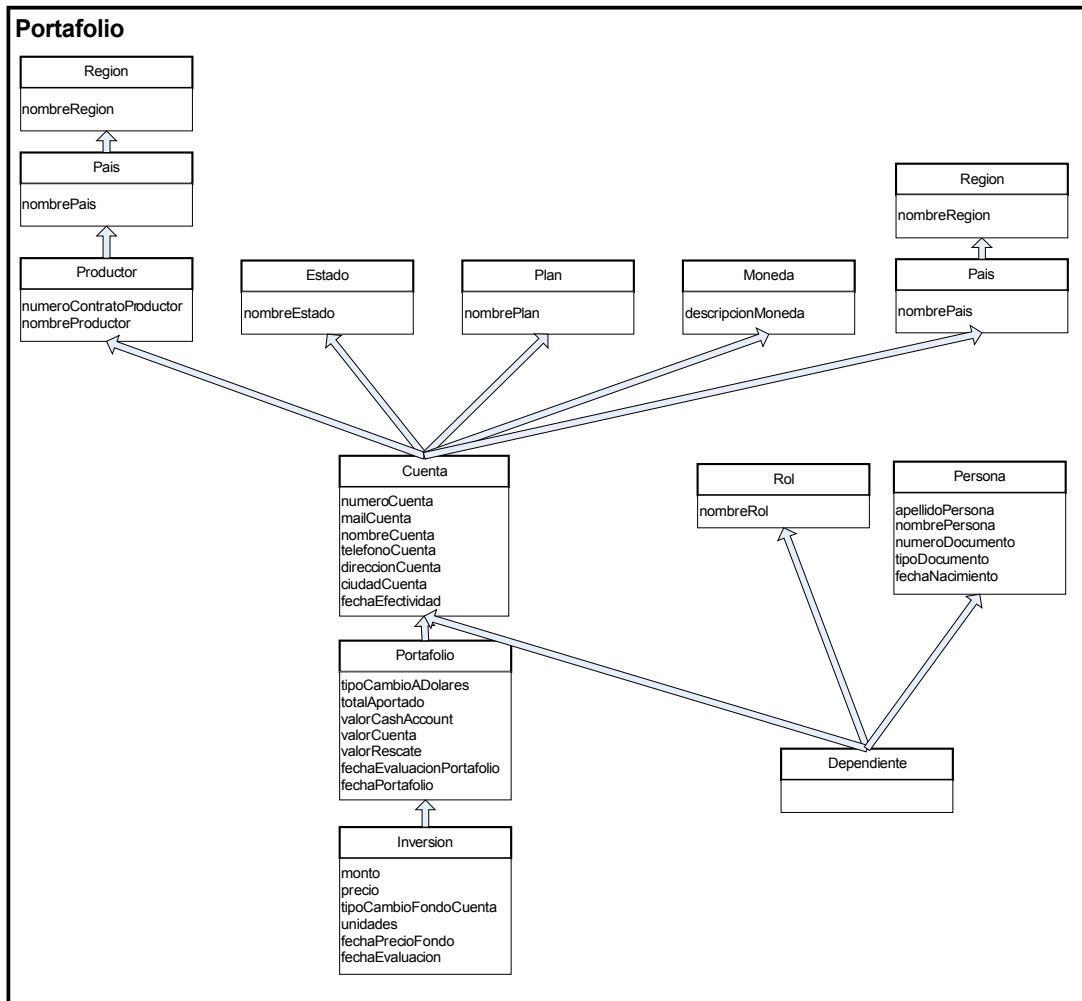 Portafolio
Region
nombreRegion
Pais
nombrePais
Productor
numeroContratoProductor
nombreProductor
Estado
nombreEstado
Plan
nombrePlan
Moneda
descripcionMoneda
Region
nombreRegion
Pais
nombrePais
Cuenta
numeroCuenta
mailCuenta
nombreCuenta
telefonoCuenta
direccionCuenta
ciudadCuenta
fechaEfectividad
Rol
nombreRol
Persona
apellidoPersona
nombrePersona
numeroDocumento
tipoDocumento
fechaNacimiento
Portafolio
tipoCambioADolares
totalAportado
valorCashAccount
valorCuenta
valorRescate
fechaEvaluacionPortafolio
fechaPortafolio
Dependiente
Inversion
monto
precio
tipoCambioFondoCuenta
unidades
fechaPrecioFondo
fechaEvaluacion